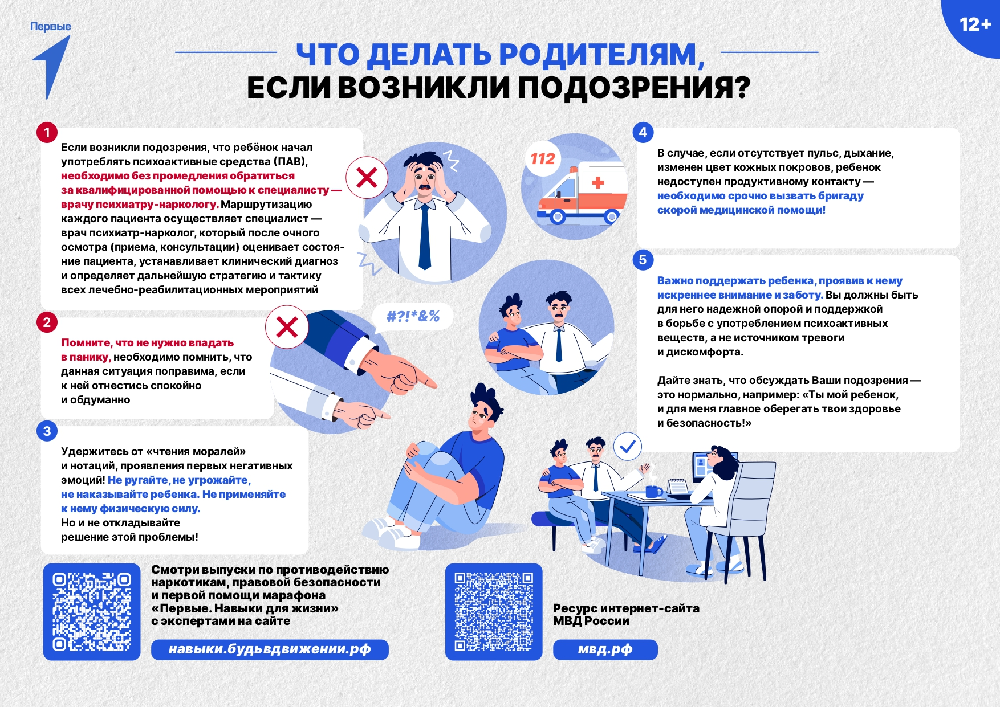 Первые
12+
ЧТО ДЕЛАТЬ РОДИТЕЛЯМ,
ЕСЛИ ВОЗНИКЛИ ПОДОЗРЕНИЯ?
1
Если возникли подозрения, что ребёнок начал
употреблять психоактивные средства (ПАВ),
необходимо без промедления обратиться
за квалифицированной помощью к специалисту —
врачу психиатру-наркологу. Маршрутизацию
каждого пациента осуществляет специалист —
врач психиатр-нарколог, который после очного
осмотра (приема, консультации) оценивает состоя-
ние пациента, устанавливает клинический диагноз
и определяет дальнейшую стратегию и тактику
всех лечебно-реабилитационных мероприятий
2
Помните, что не нужно впадать
в панику, необходимо помнить, что
данная ситуация поправима, если
к ней отнестись спокойно
и обдуманно
#?!*&%
3
Удержитесь от «чтения моралей»
и нотаций, проявления первых негативных
эмоций! Не ругайте, не угрожайте,
не наказывайте ребенка. Не применяйте
к нему физическую силу.
Но и не откладывайте
решение этой проблемы!
112
4
В случае, если отсутствует пульс, дыхание,
изменен цвет кожных покровов, ребенок
недоступен продуктивному контакту —
необходимо срочно вызвать бригаду
скорой медицинской помощи!
5
Важно поддержать ребенка, проявив к нему
искреннее внимание и заботу. Вы должны быть
для него надежной опорой и поддержкой
в борьбе с употреблением психоактивных
веществ, а не источником тревоги
и дискомфорта.
Дайте знать, что обсуждать Ваши подозрения —
это нормально, например: «Ты мой ребенок,
и для меня главное оберегать твои здоровье
и безопасность!»
Смотри выпуски по противодействию
наркотикам, правовой безопасности
и первой помощи марафона
«Первые. Навыки для жизни»
с экспертами на сайте
навыки.будьвдвижении.рф
Ресурс интернет-сайта
МВД России
мвд.рф